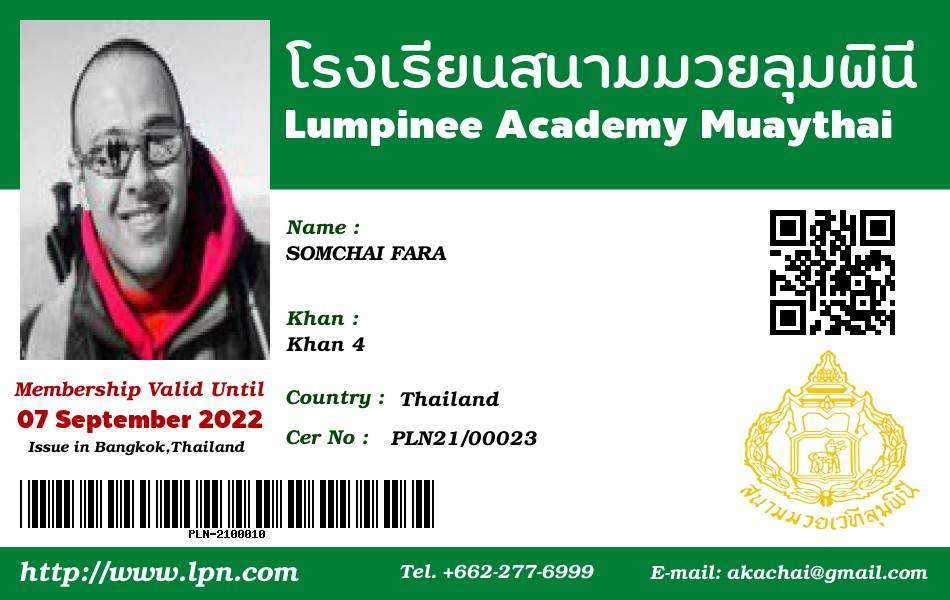 โรงเรียนสนามมวยลุมพินี
Lumpinee Academy Muaythai
Name :
SOMCHAI FARA
Khan :
Khan 4
Country : Thailand
Cer No : PLN21/00023
Membership Valid Until
07 September 2022
Issue in Bangkok,Thailand
PLN-2100010
สนามมวยเวทีลุมพินี
http://www.lpn.com
Tel. +662-277-6999
E-mail: akachai@gmail.com